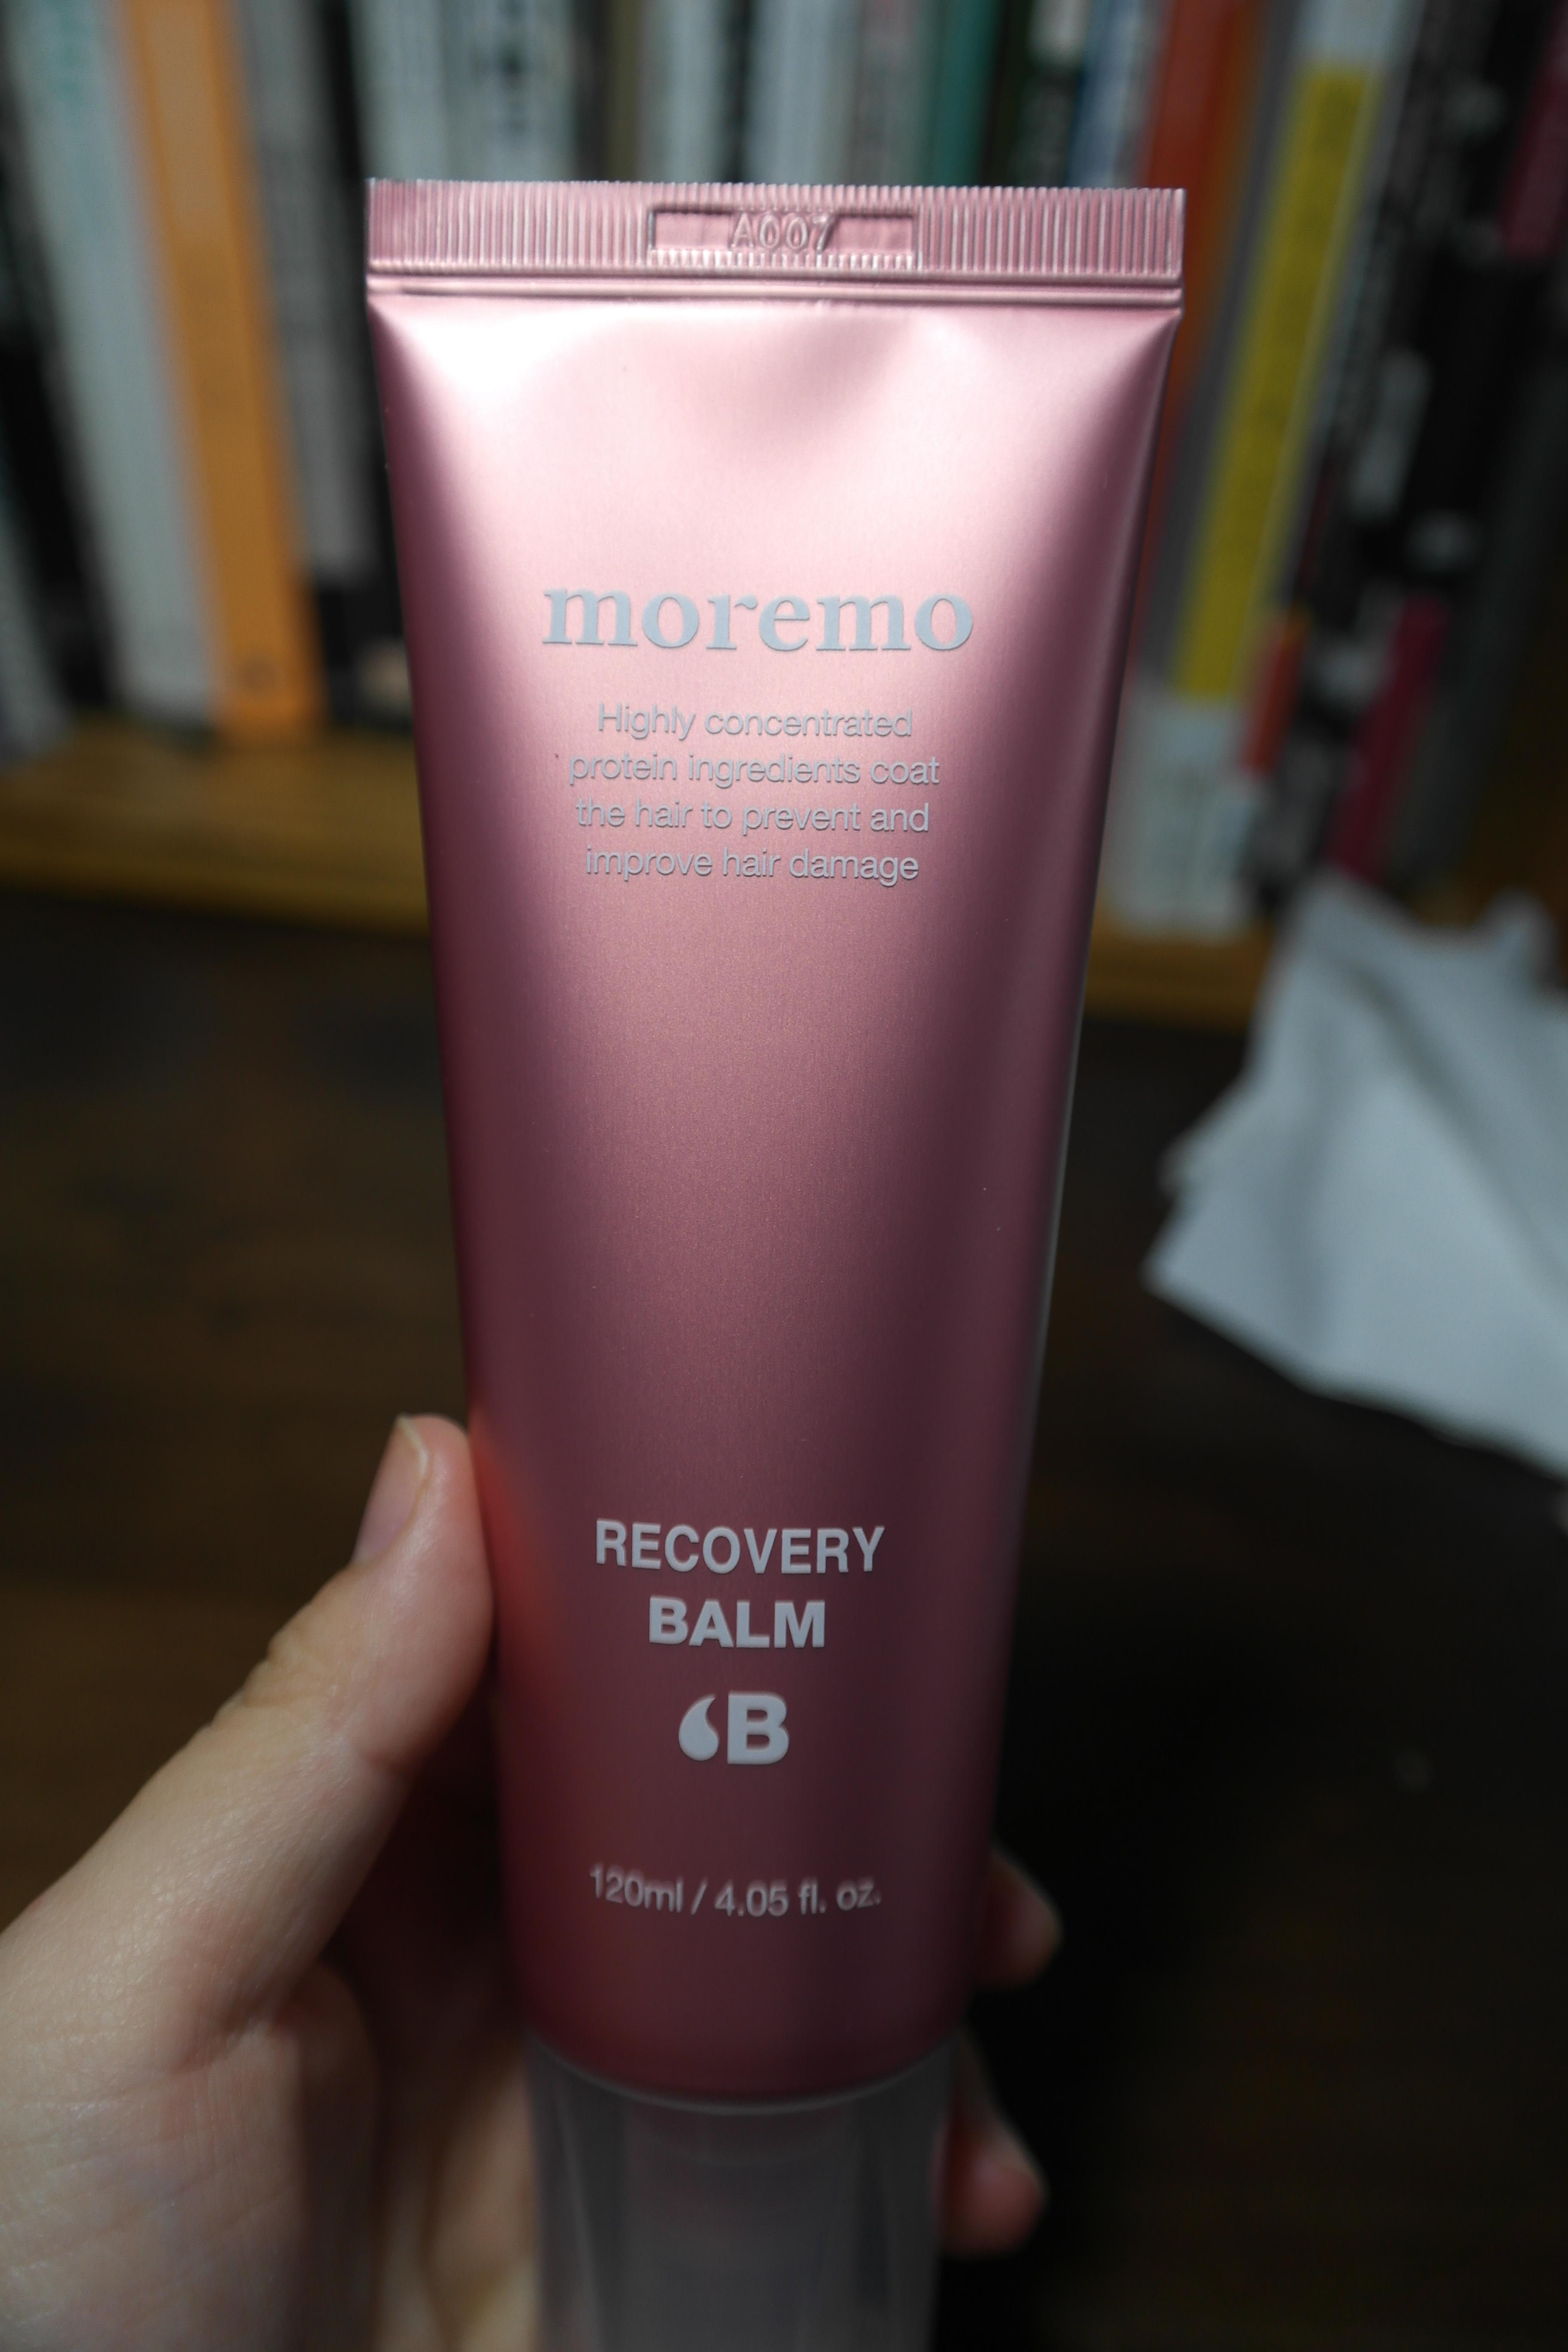 A007
moremo
Highly concentrated
protein ingredients coat
the hair to prevent and
improve hair damage
RECOVERY
BALM
B
120ml / 4.05 fl. oz.